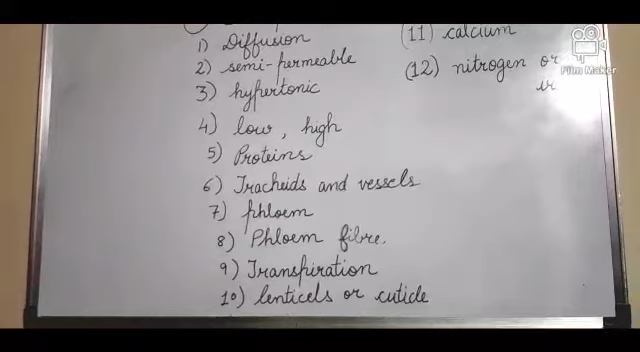 1) Diffusion
2) semi-permeable
3) hypertonic
4) low, high
5) Proteins
6) Tracheids and vessels
7) phloem
8) Phloem fibre.
9) Transpiration
10) lenticels or cuticle
(11) calcium
(12) nitrogen or
Film Maker